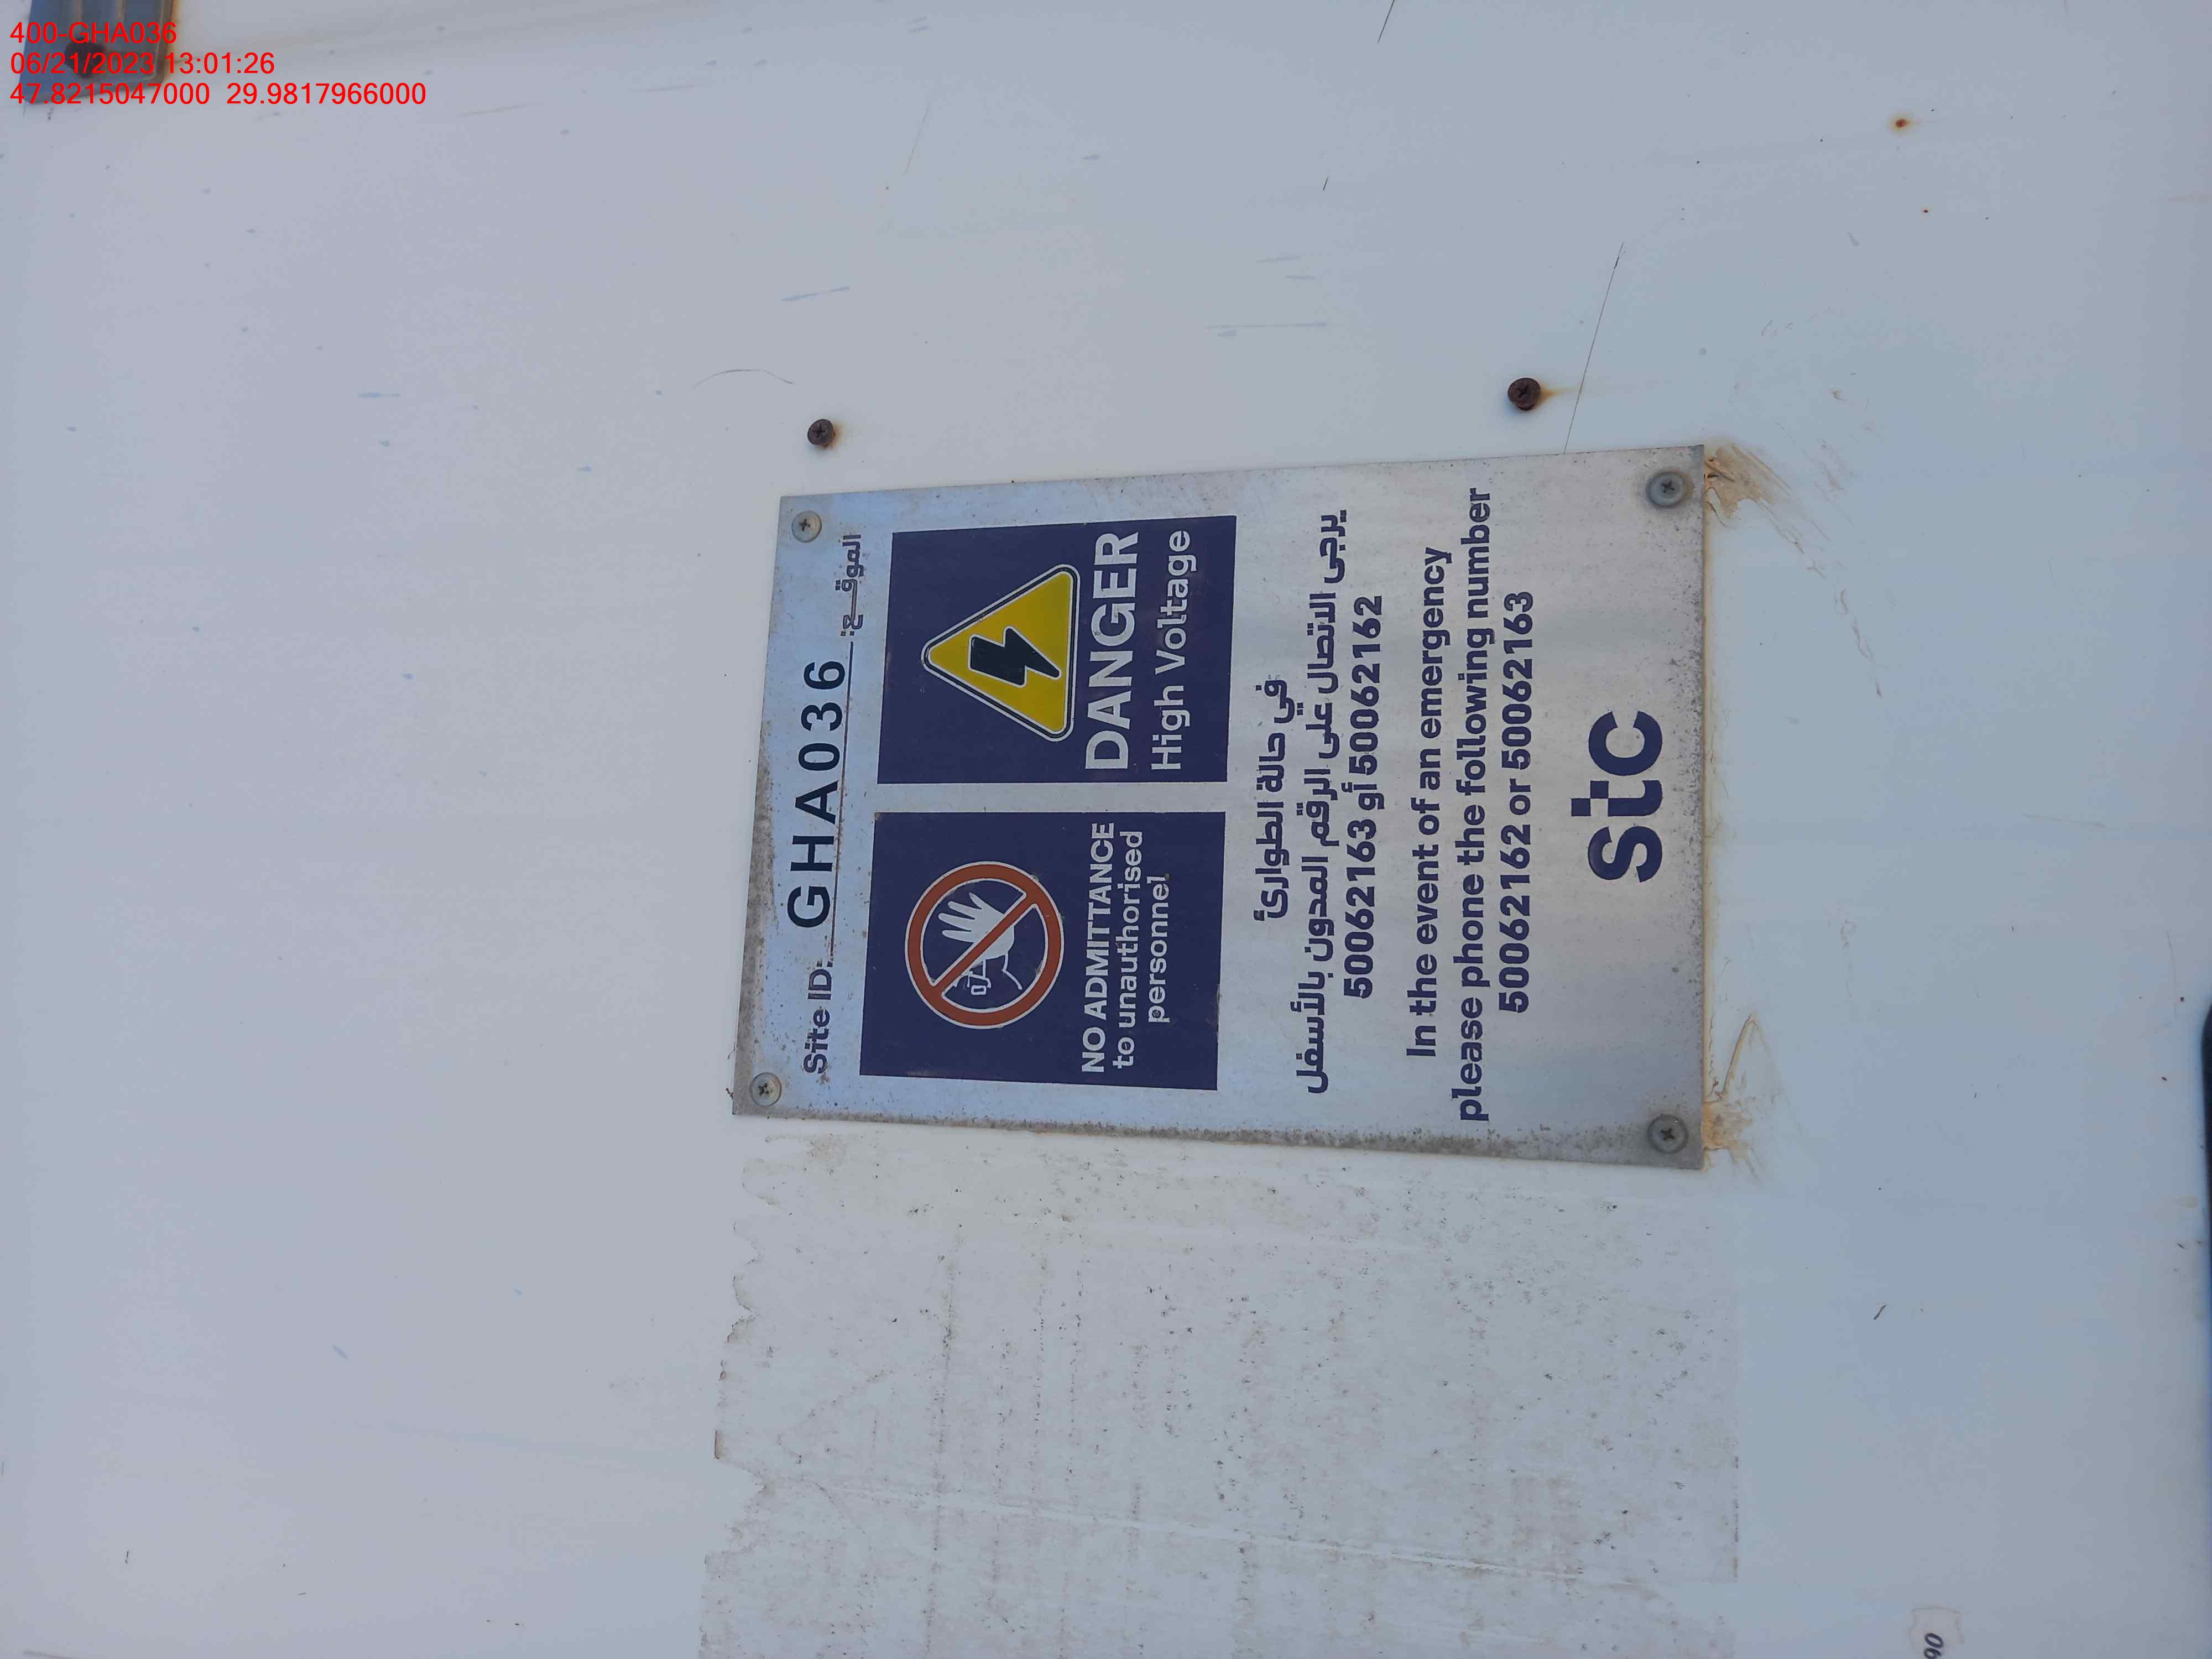 400-GHA036
06/21/2023 13:01:26
47.8215047000 29.9817966000
Site ID: GHA036 الموقع:
NO ADMITTANCE
to unauthorised
personnel
DANGER
High Voltage
في حالة الطوارئ
يرجى الاتصال على الرقم المدون بالأسفل
50062163 أو 50062162
In the event of an emergency
please phone the following number
50062162 or 50062163
stc